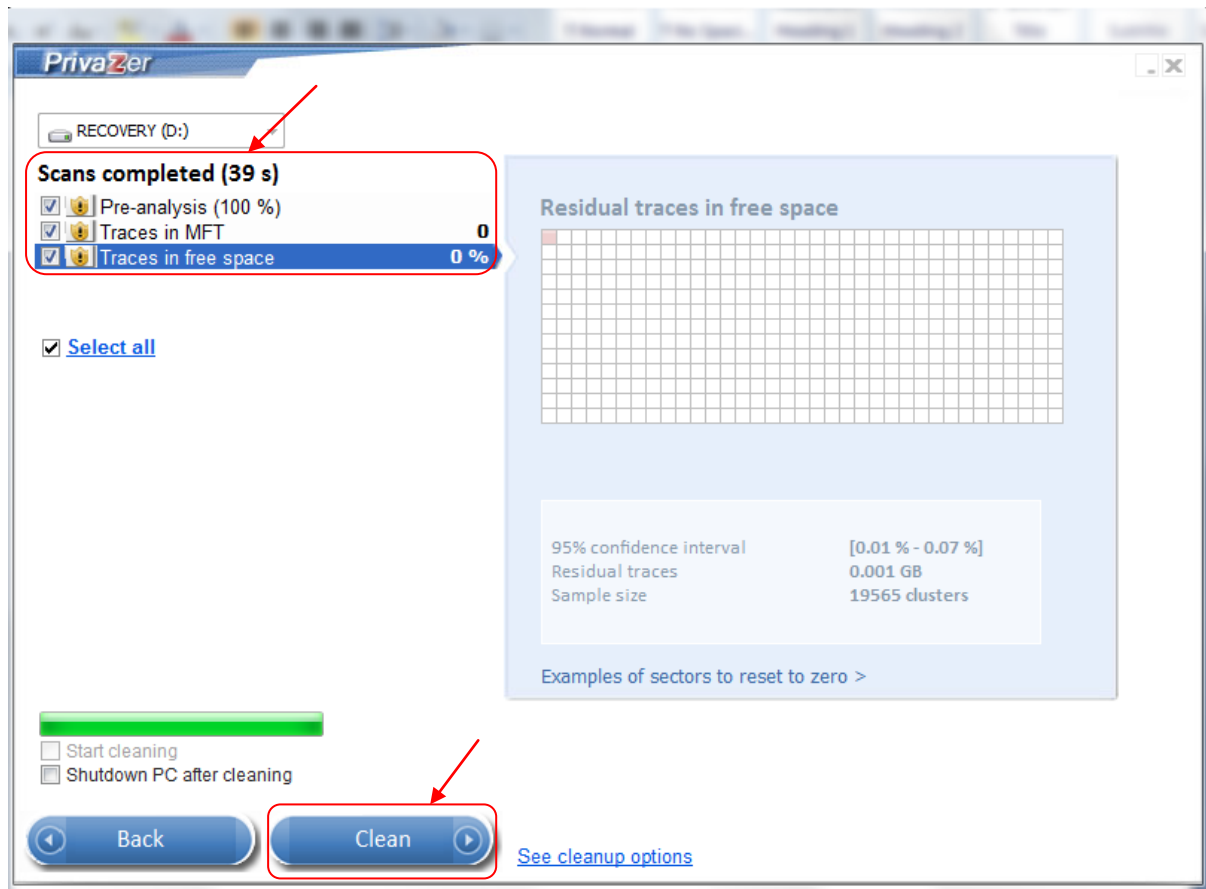 PrivaZer
RECOVERY (D:)
Scans completed (39 s)
Pre-analysis (100 %)
Traces in MFT 0
Traces in free space 0 %
Select all
Residual traces in free space
95% confidence interval [0.01 % - 0.07 %]
Residual traces 0.001 GB
Sample size 19565 clusters
Examples of sectors to reset to zero >
Start cleaning
Shutdown PC after cleaning
Back
Clean
See cleanup options